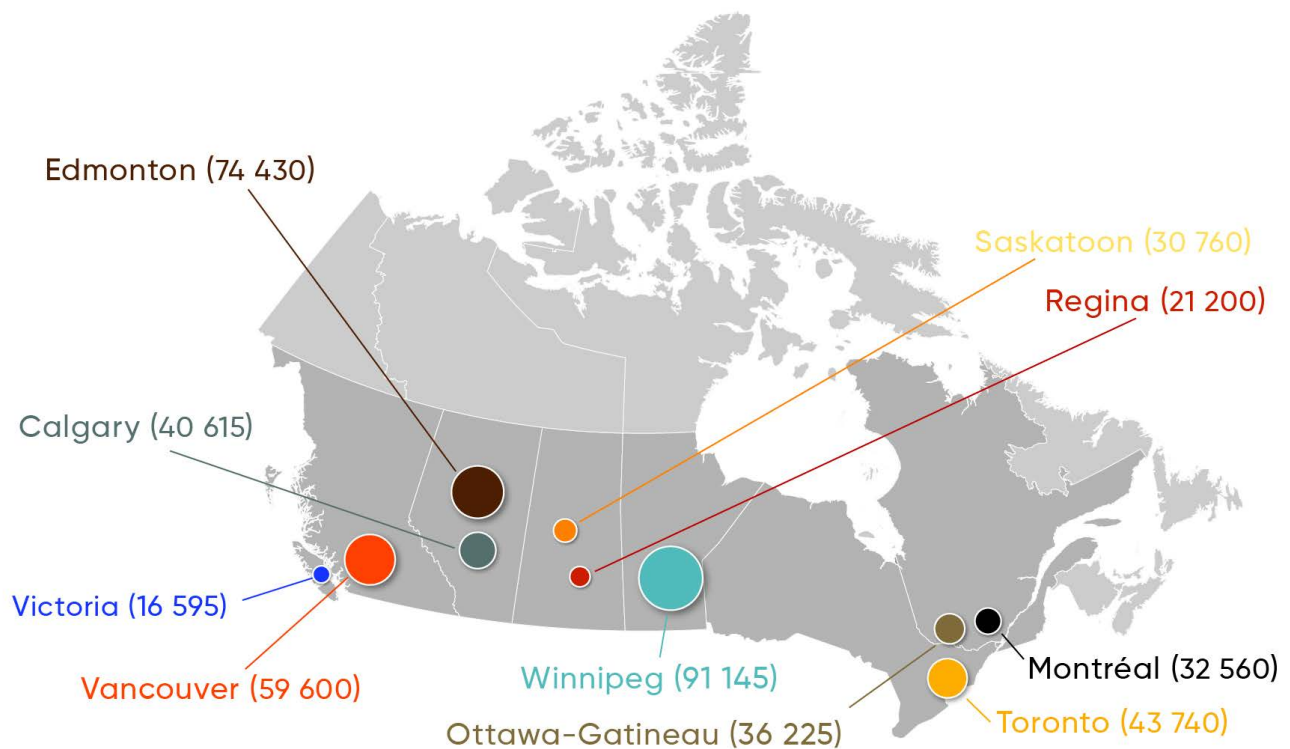 Edmonton (74 430)
Saskatoon (30 760)
Regina (21 200)
Calgary (40 615)
Victoria (16 595)
Vancouver (59 600)
Winnipeg (91 145)
Montréal (32 560)
Ottawa-Gatineau (36 225)
Toronto (43 740)